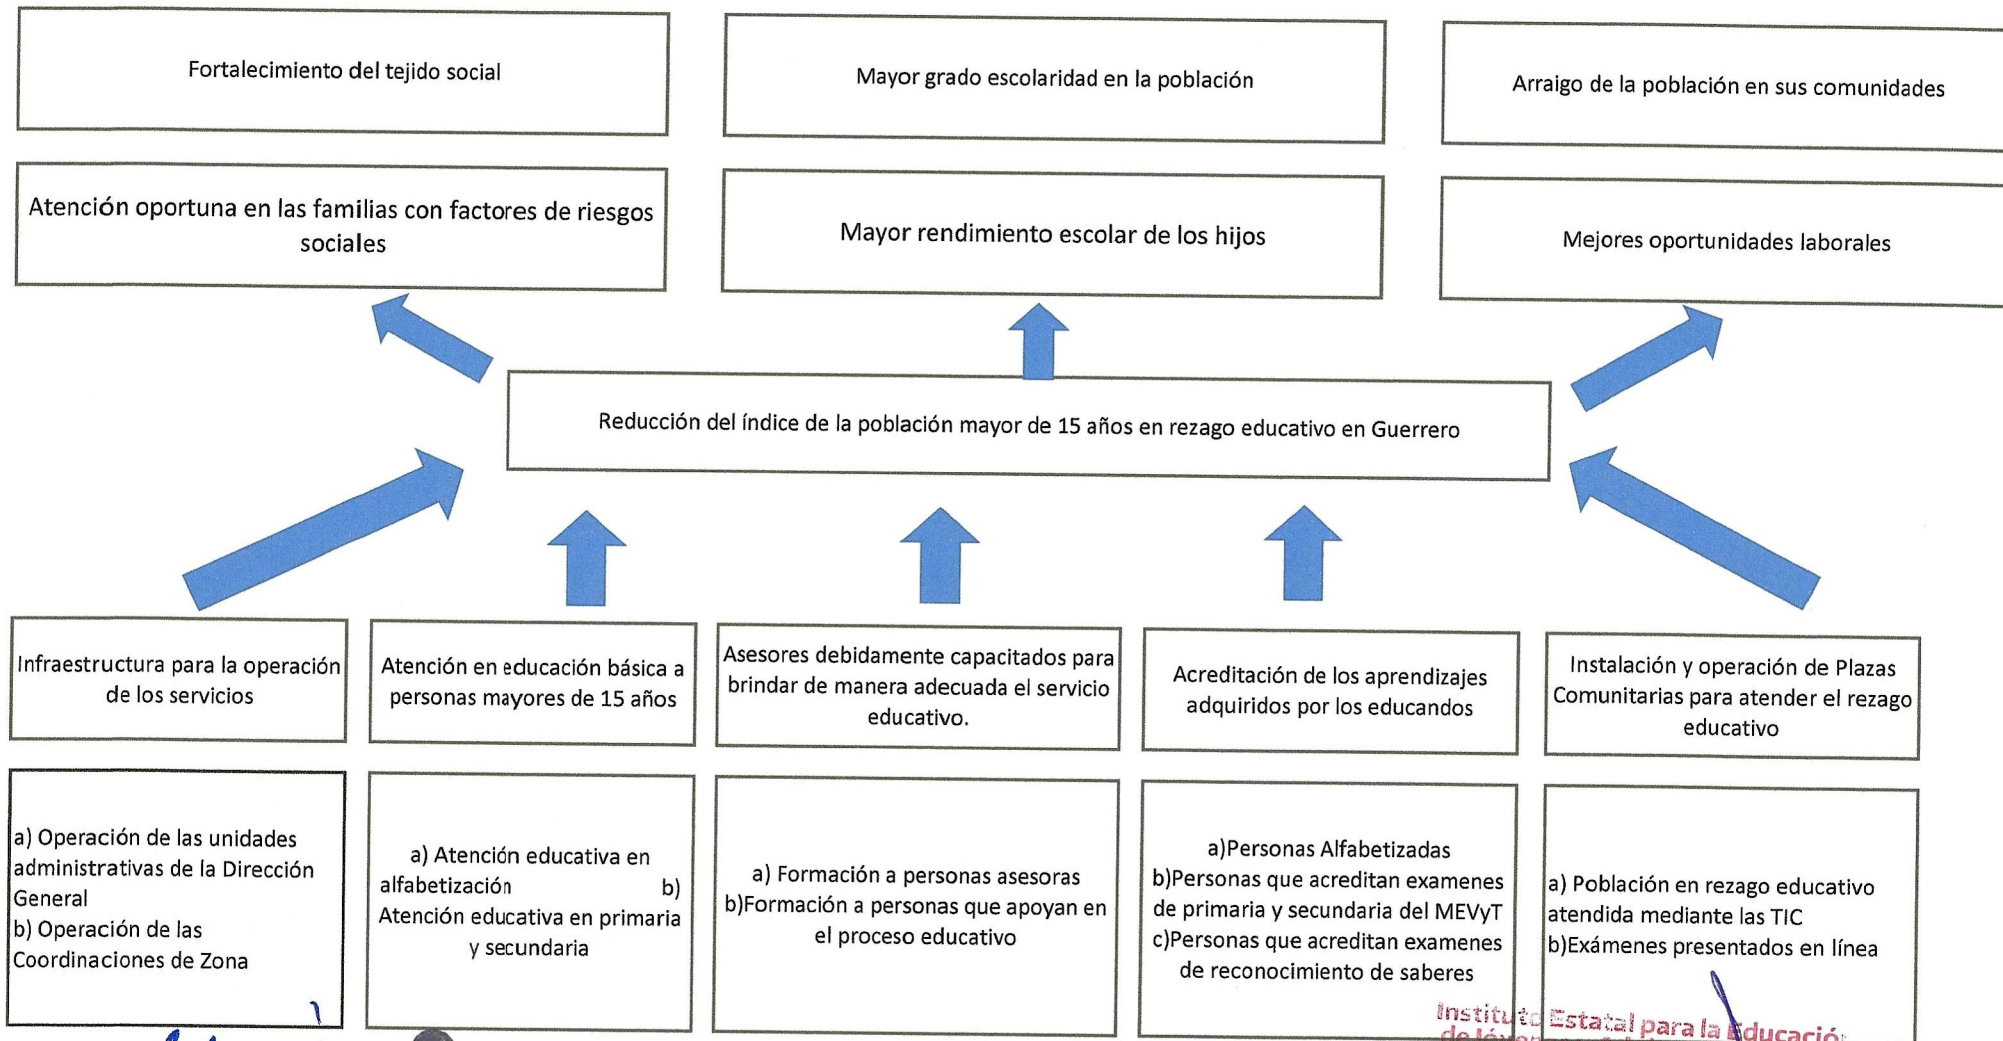 Fortalecimiento del tejido social
Mayor grado escolaridad en la población
Arraigo de la población en sus comunidades
Atención oportuna en las familias con factores de riesgos
sociales
Mayor rendimiento escolar de los hijos
Mejores oportunidades laborales
Reducción del índice de la población mayor de 15 años en rezago educativo en Guerrero
Infraestructura para la operación
de los servicios
Atención en educación básica a
personas mayores de 15 años
Asesores debidamente capacitados para
brindar de manera adecuada el servicio
educativo.
Acreditación de los aprendizajes
adquiridos por los educandos
Instalación y operación de Plazas
Comunitarias para atender el rezago
educativo
a) Operación de las unidades
administrativas de la Dirección
General
b) Operación de las
Coordinaciones de Zona
a) Atención educativa en
alfabetización b)
Atención educativa en primaria
y secundaria
a) Formación a personas asesoras
b)Formación a personas que apoyan en
el proceso educativo
a)Personas Alfabetizadas
b)Personas que acreditan examenes
de primaria y secundaria del MEVyT
c)Personas que acreditan examenes
de reconocimiento de saberes
a) Población en rezago educativo
atendida mediante las TIC
b)Exámenes presentados en línea
Instituto Estatal para la Educación